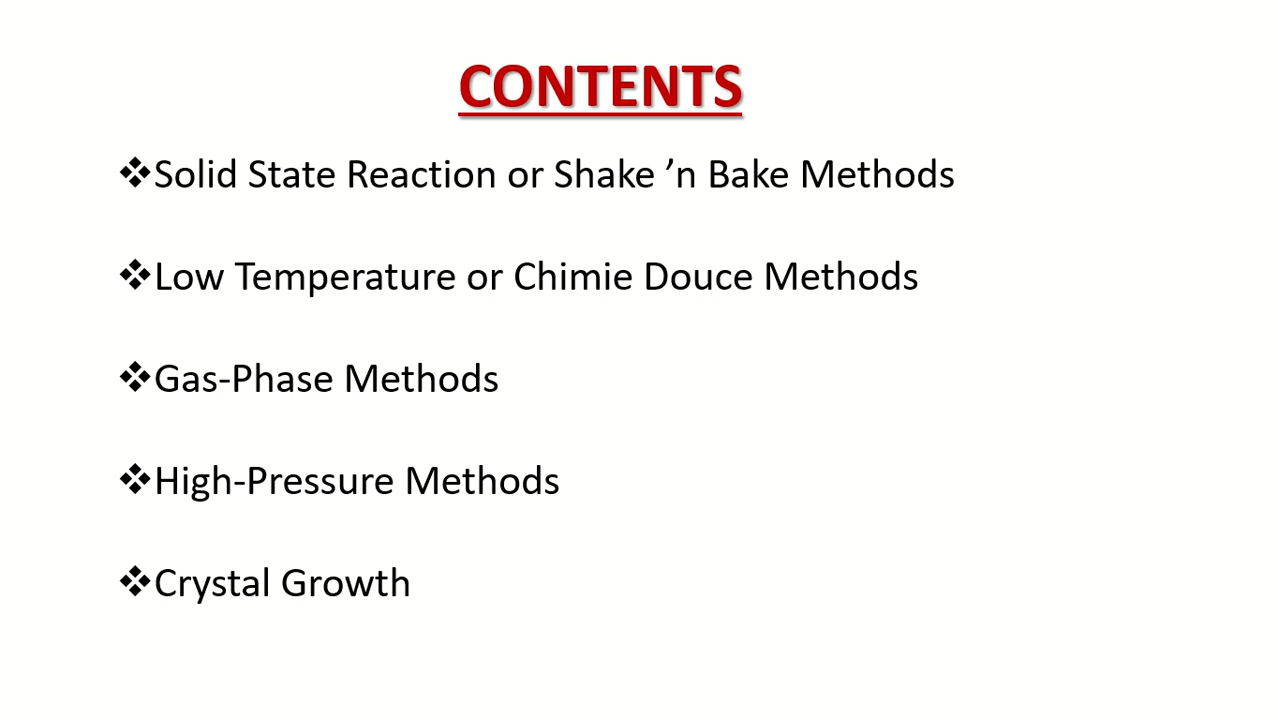 CONTENTS
❖Solid State Reaction or Shake ’n Bake Methods
❖Low Temperature or Chimie Douce Methods
❖Gas-Phase Methods
❖High-Pressure Methods
❖Crystal Growth